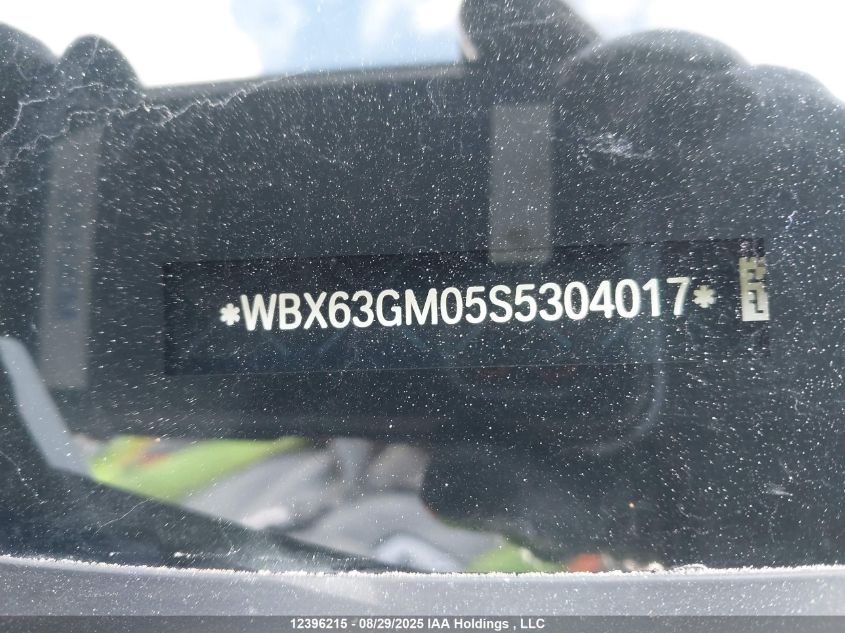 *WBX63GM05S5304017*
12396215 - 08/29/2025 IAA Holdings , LLC